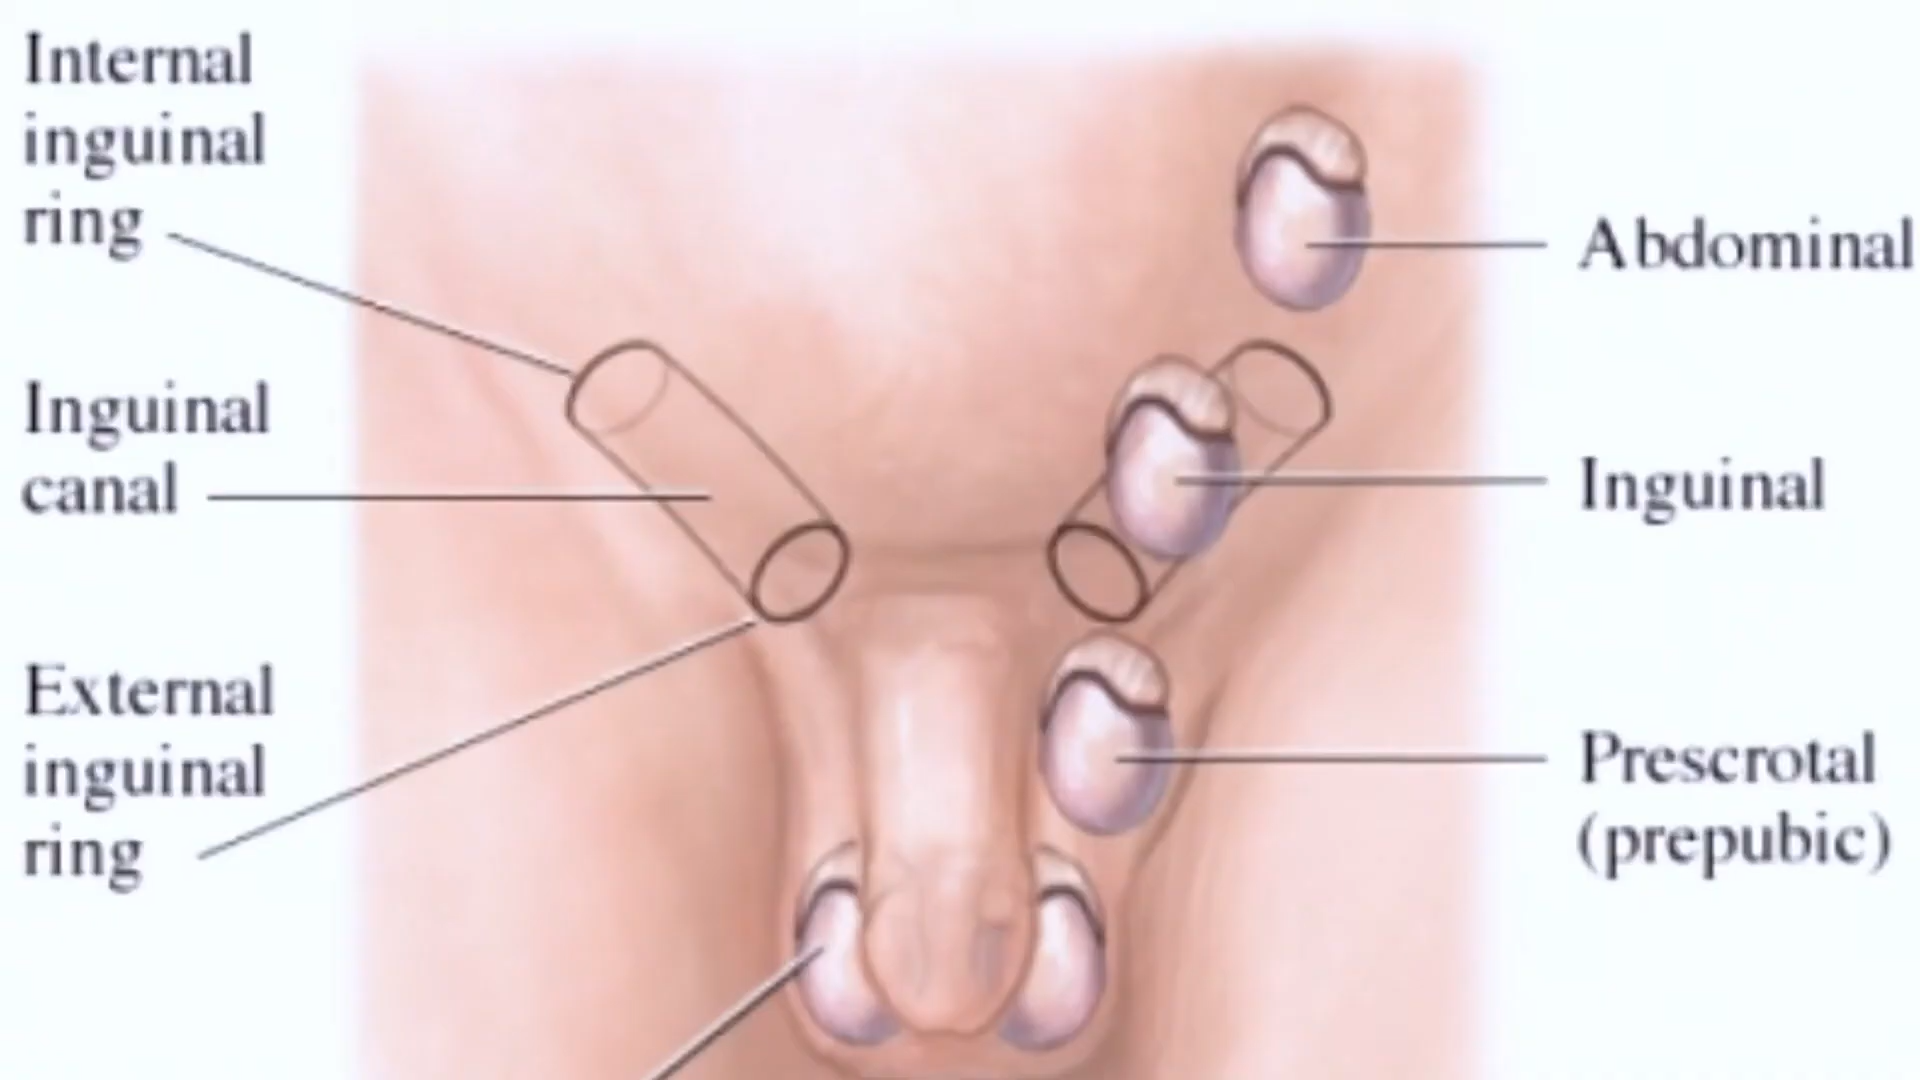 Internal
inguinal
ring
Inguinal
canal
External
inguinal
ring
Abdominal
Inguinal
Prescrotal
(prepubic)